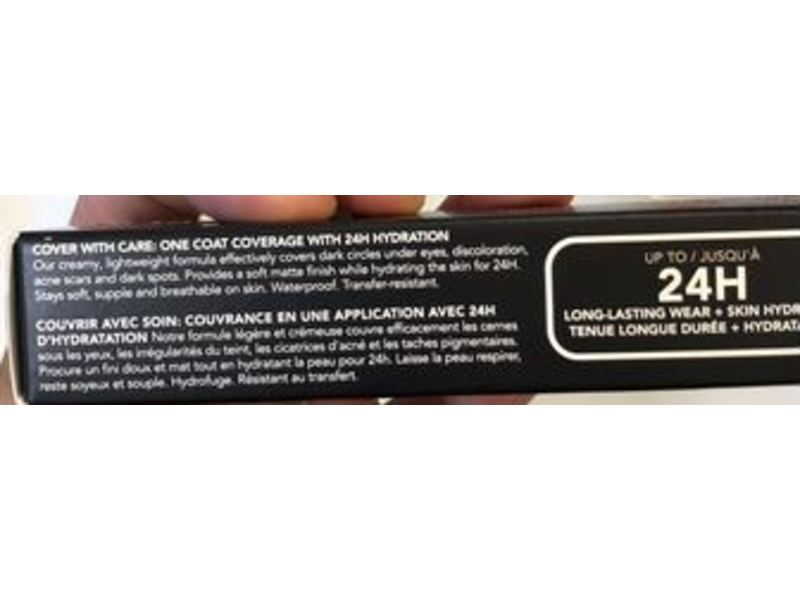 COVER WITH CARE: ONE COAT COVERAGE WITH 24H HYDRATION
Our creamy, lightweight formula effectively covers dark circles under eyes, discoloration,
acne scars and dark spots. Provides a soft matte finish while hydrating the skin for 24H.
Stays soft, supple and breathable on skin. Waterproof. Transfer-resistant.
COUVRIR AVEC SOIN: COUVRANCE EN UNE APPLICATION AVEC 24H
D'HYDRATATION Notre formule légère et crémeuse couvre efficacement les cernes
sous les yeux, les irrégularités du teint, les cicatrices d'acné et les taches pigmentaires.
Procure un fini doux et mat tout en hydratant la peau pour 24h. Laisse la peau respirer,
reste soyeux et souple. Hydrofuge. Résistant au transfert.
UP TO / JUSQU'À
24H
LONG-LASTING WEAR + SKIN HYDR
TENUE LONGUE DURÉE + HYDRATA